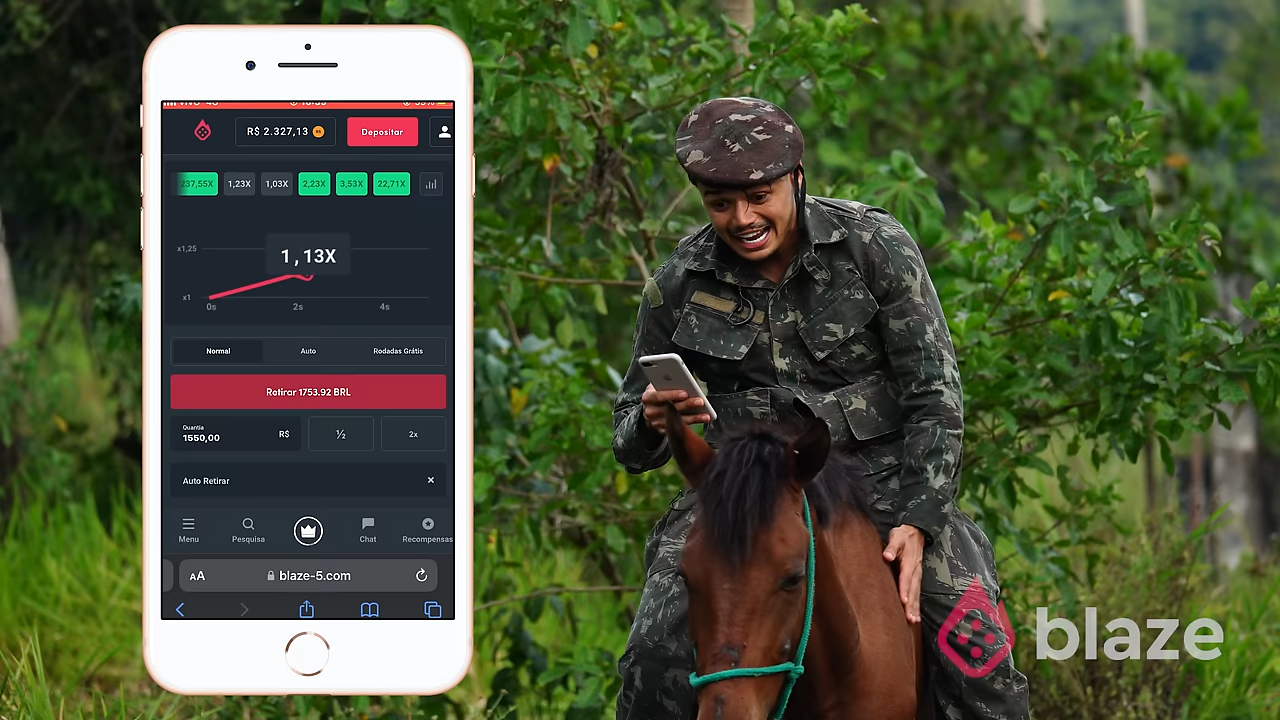 R$ 2.327,13
Depositar
237,55X 1,23X 1,03X 2,23X 3,53X 22,71X
x1,25
1,13X
x1
0s 2s 4s
Normal Auto Rodadas Grátis
Retirar 1753.92 BRL
Quantia
1550,00 R$ ½ 2x
Auto Retirar ×
Menu Pesquisa Chat Recompensas
AA blaze-5.com
blaze